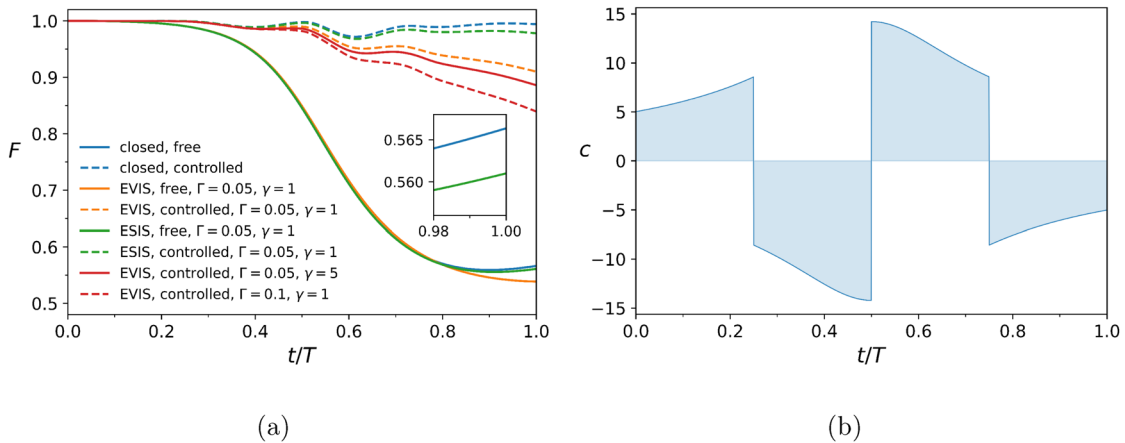 1.0
0.9
0.8
0.7
0.6
0.5
F
closed, free
closed, controlled
EVIS, free, Γ = 0.05, γ = 1
EVIS, controlled, Γ = 0.05, γ = 1
ESIS, free, Γ = 0.05, γ = 1
ESIS, controlled, Γ = 0.05, γ = 1
EVIS, controlled, Γ = 0.05, γ = 5
EVIS, controlled, Γ = 0.1, γ = 1
0.565
0.560
0.98 1.00
0.0 0.2 0.4 0.6 0.8 1.0
t/T
(a)
15
10
5
0
−5
−10
−15
c
0.0 0.2 0.4 0.6 0.8 1.0
t/T
(b)